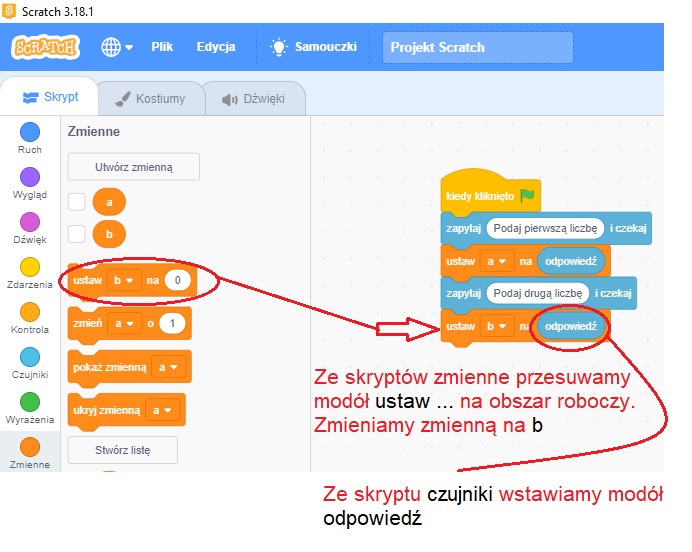 Scratch 3.18.1
SCRATCH Plik Edycja Samouczki Projekt Scratch
Skrypt Kostiumy Dźwięki
Ruch
Wygląd
Dźwięk
Zdarzenia
Kontrola
Czujniki
Wyrażenia
Zmienne
Zmienne
Utwórz zmienną
a
b
ustaw b na 0
zmień a o 1
pokaż zmienną a
ukryj zmienną a
Stwórz listę
kiedy kliknięto
zapytaj Podaj pierwszą liczbę i czekaj
ustaw a na odpowiedź
zapytaj Podaj drugą liczbę i czekaj
ustaw b na odpowiedź
Ze skryptów zmienne przesuwamy
modół ustaw ... na obszar roboczy.
Zmieniamy zmienną na b
Ze skryptu czujniki wstawiamy modół
odpowiedź